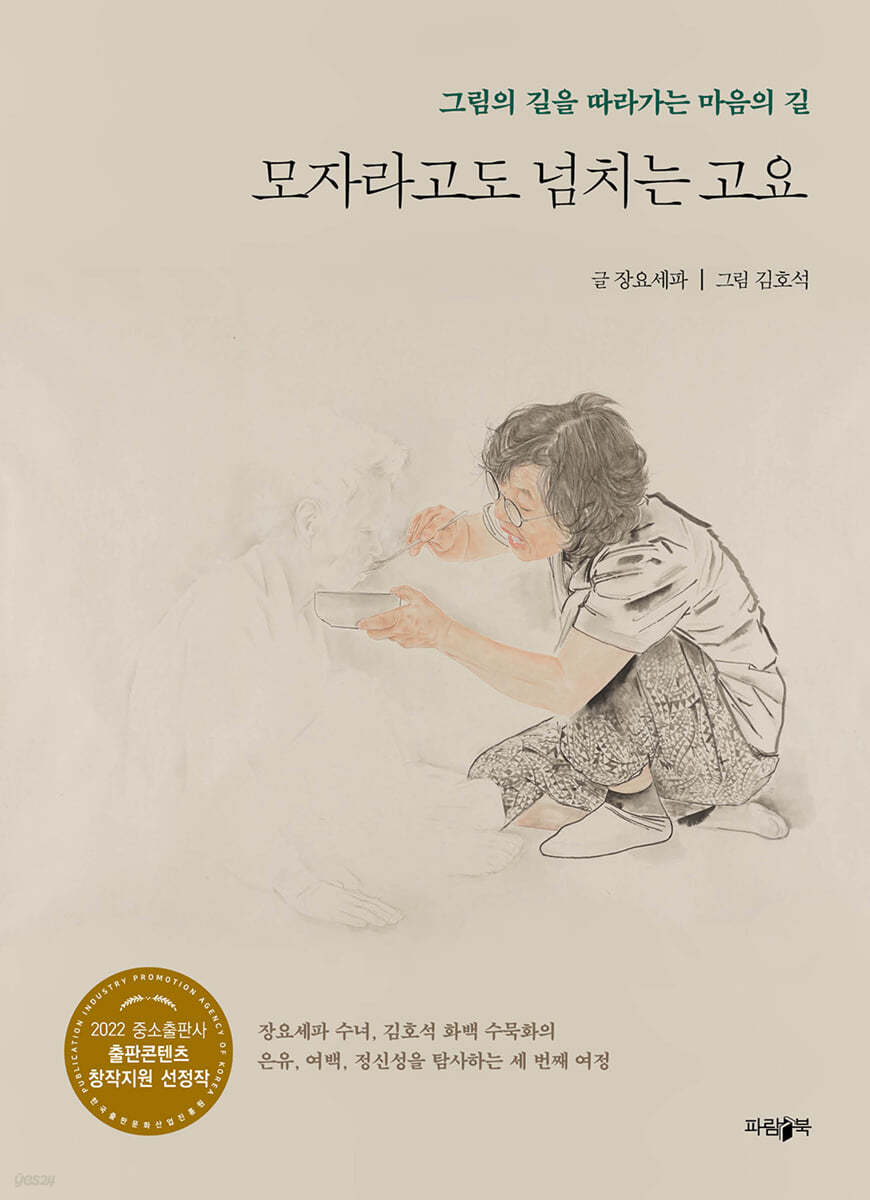 그림의 길을 따라가는 마음의 길
모자라고도 넘치는 고요
글 장요세파 | 그림 김호석
PUBLICATION INDUSTRY PROMOTION AGENCY OF KOREA
2022 중소출판사
출판콘텐츠
창작지원 선정작
한국출판문화산업진흥원
장요세파 수녀, 김호석 화백 수묵화의
은유, 여백, 정신성을 탐사하는 세 번째 여정
파람북
yes24